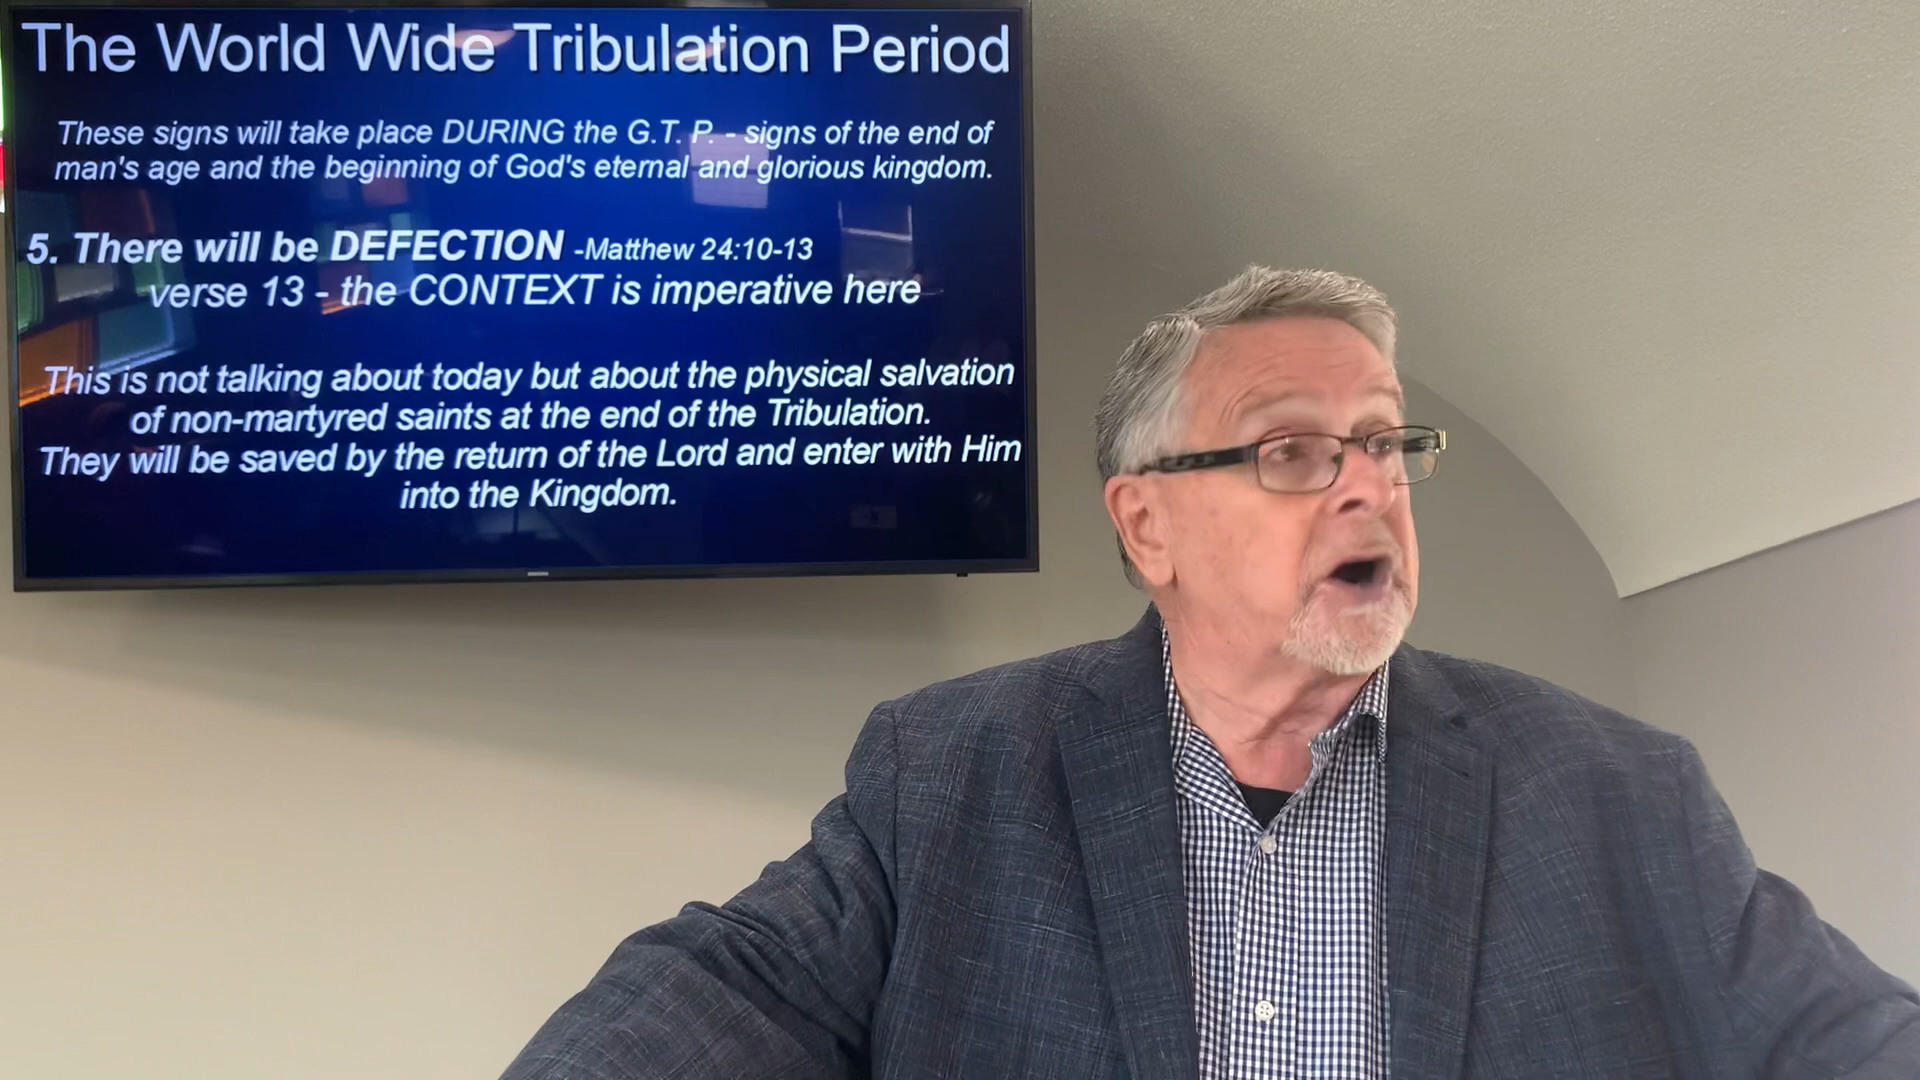 The World Wide Tribulation Period
These signs will take place DURING the G.T. P. - signs of the end of
man's age and the beginning of God's eternal and glorious kingdom.
5. There will be DEFECTION -Matthew 24:10-13
verse 13 - the CONTEXT is imperative here
This is not talking about today but about the physical salvation
of non-martyred saints at the end of the Tribulation.
They will be saved by the return of the Lord and enter with Him
into the Kingdom.